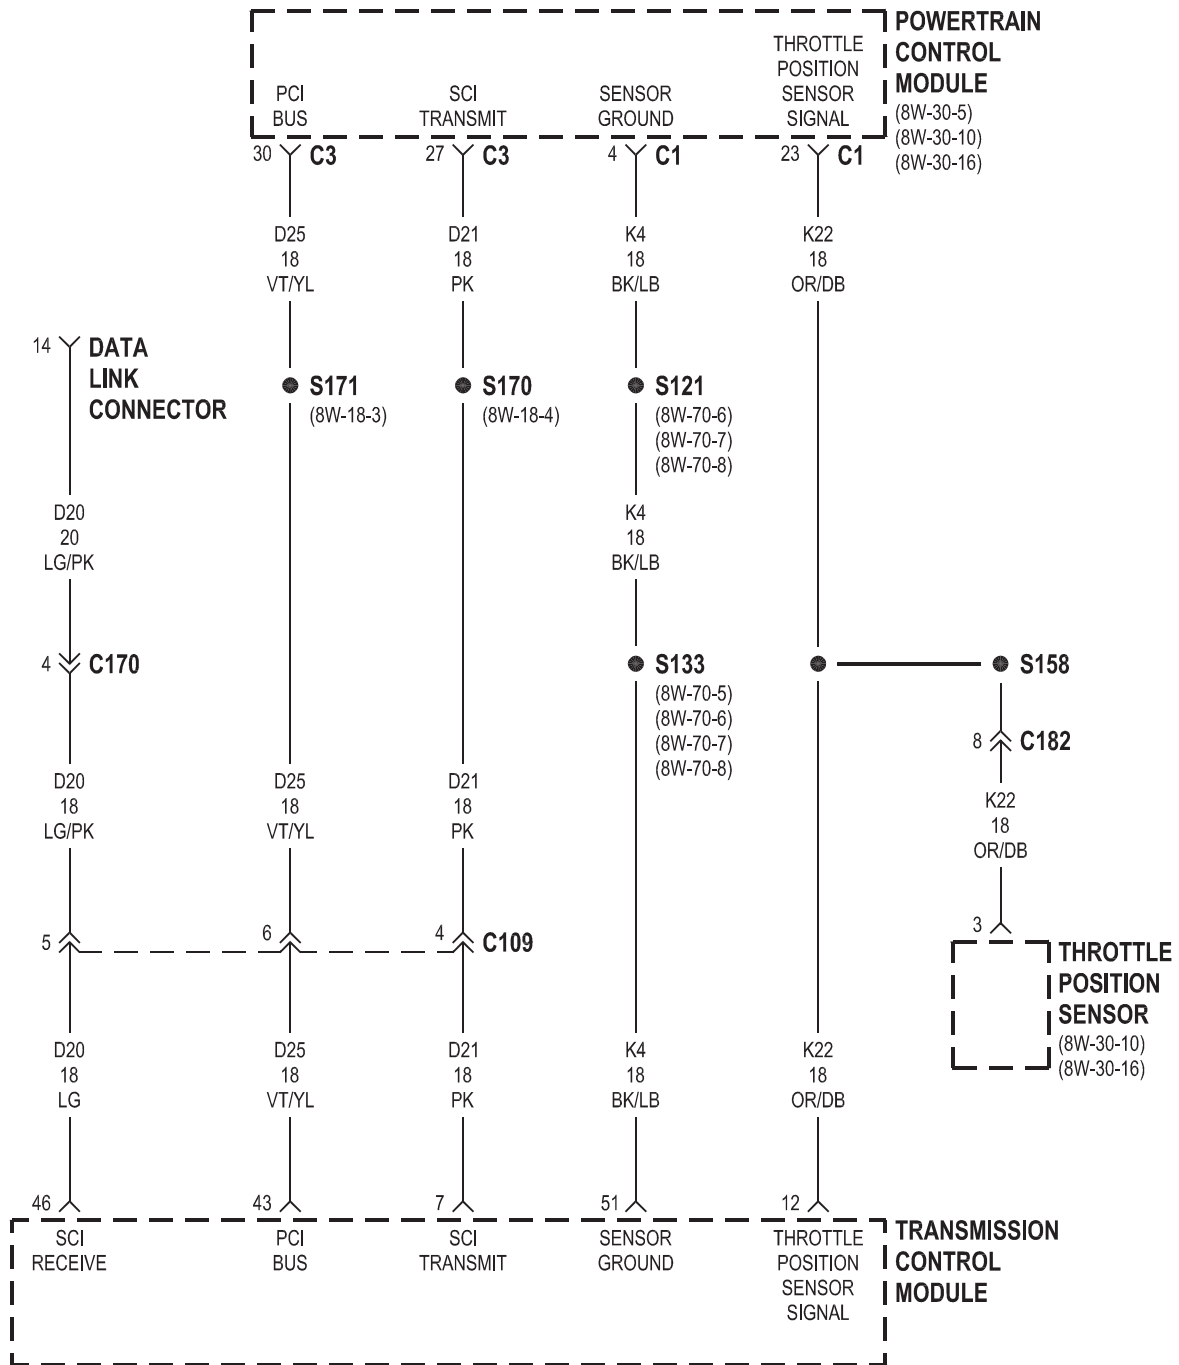 POWERTRAIN
CONTROL
MODULE
(8W-30-5)
(8W-30-10)
(8W-30-16)
PCI
BUS
SCI
TRANSMIT
SENSOR
GROUND
THROTTLE
POSITION
SENSOR
SIGNAL
30 C3
27 C3
4 C1
23 C1
D25
18
VT/YL
D21
18
PK
K4
18
BK/LB
K22
18
OR/DB
14 DATA
LINK
CONNECTOR
S171
(8W-18-3)
S170
(8W-18-4)
S121
(8W-70-6)
(8W-70-7)
(8W-70-8)
D20
20
LG/PK
K4
18
BK/LB
4 C170
S133
(8W-70-5)
(8W-70-6)
(8W-70-7)
(8W-70-8)
S158
8 C182
D20
18
LG/PK
D25
18
VT/YL
D21
18
PK
K22
18
OR/DB
5
6
4 C109
3
THROTTLE
POSITION
SENSOR
(8W-30-10)
(8W-30-16)
D20
18
LG
D25
18
VT/YL
D21
18
PK
K4
18
BK/LB
K22
18
OR/DB
46
43
7
51
12
SCI
RECEIVE
PCI
BUS
SCI
TRANSMIT
SENSOR
GROUND
THROTTLE
POSITION
SENSOR
SIGNAL
TRANSMISSION
CONTROL
MODULE